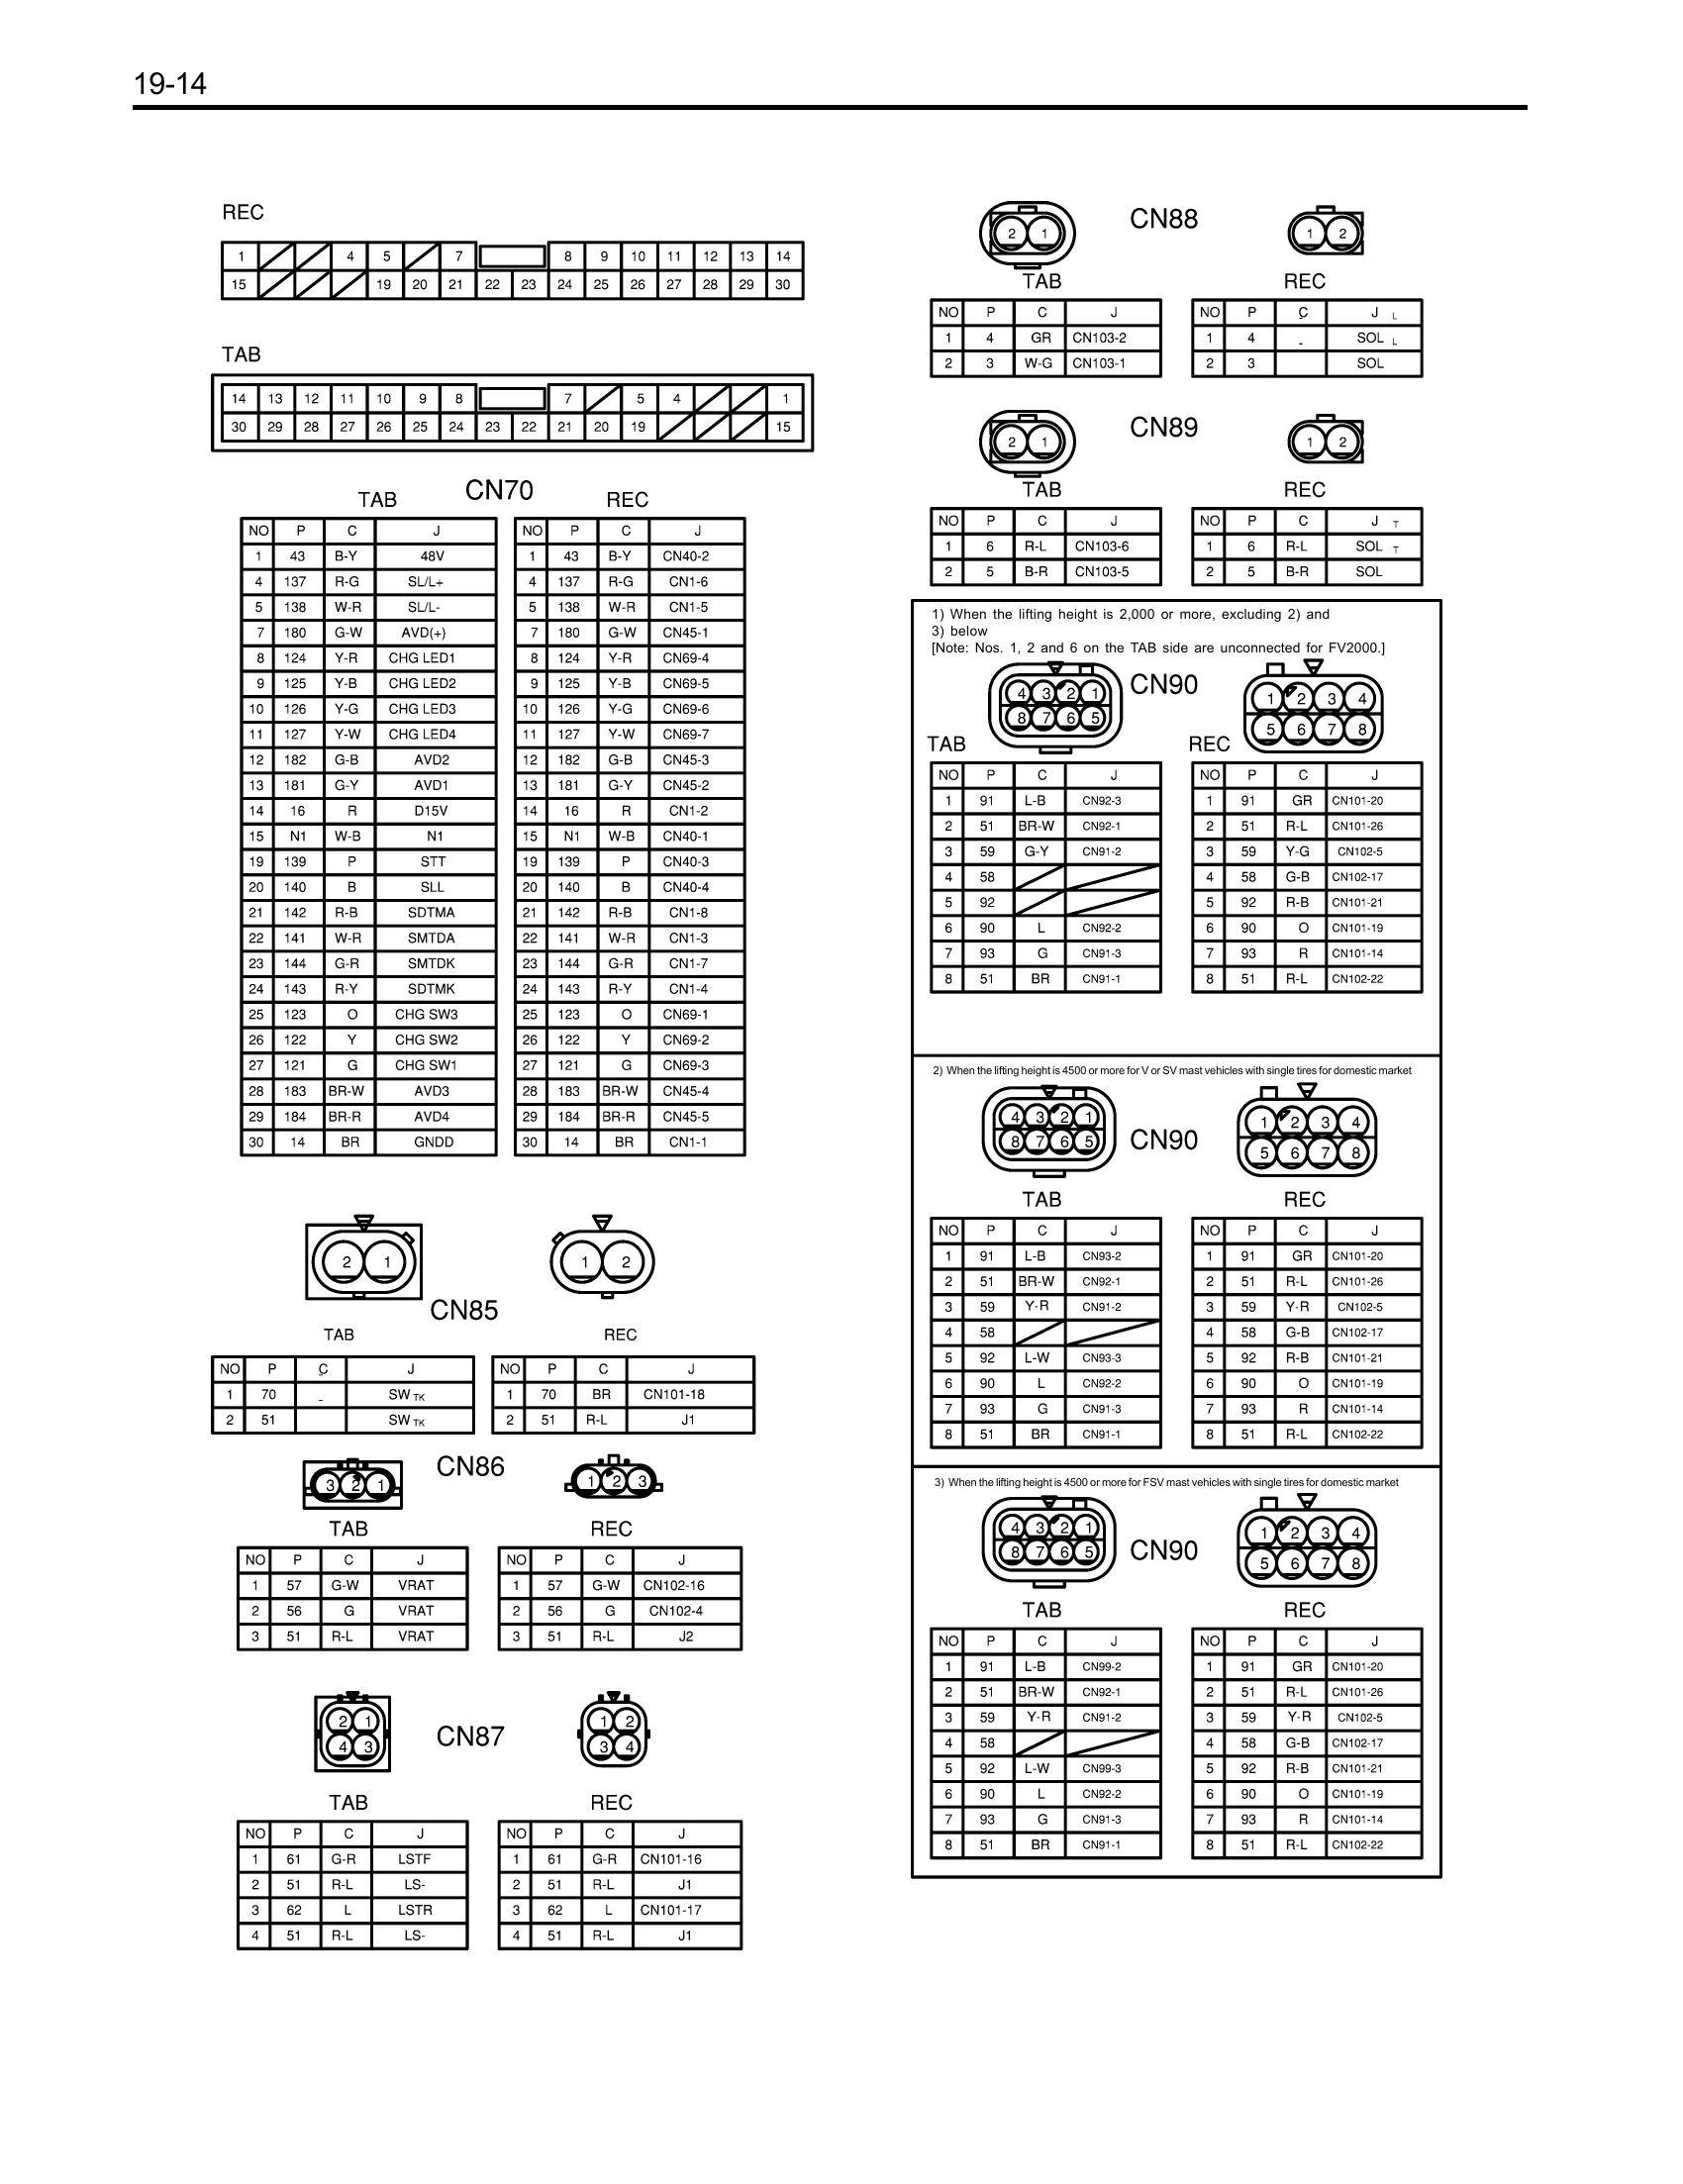 19-14
REC
1 4 5 7 8 9 10 11 12 13 14
15 19 20 21 22 23 24 25 26 27 28 29 30
TAB
14 13 12 11 10 9 8 7 5 4 1
30 29 28 27 26 25 24 23 22 21 20 19 15
TAB CN70 REC
NO P C J NO P C J
1 43 B-Y 48V 1 43 B-Y CN40-2
4 137 R-G SL/L+ 4 137 R-G CN1-6
5 138 W-R SL/L- 5 138 W-R CN1-5
7 180 G-W AVD(+) 7 180 G-W CN45-1
8 124 Y-R CHG LED1 8 124 Y-R CN69-4
9 125 Y-B CHG LED2 9 125 Y-B CN69-5
10 126 Y-G CHG LED3 10 126 Y-G CN69-6
11 127 Y-W CHG LED4 11 127 Y-W CN69-7
12 182 G-B AVD2 12 182 G-B CN45-3
13 181 G-Y AVD1 13 181 G-Y CN45-2
14 16 R D15V 14 16 R CN1-2
15 N1 W-B N1 15 N1 W-B CN40-1
19 139 P STT 19 139 P CN40-3
20 140 B SLL 20 140 B CN40-4
21 142 R-B SDTMA 21 142 R-B CN1-8
22 141 W-R SMTDA 22 141 W-R CN1-3
23 144 G-R SMTDK 23 144 G-R CN1-7
24 143 R-Y SDTMK 24 143 R-Y CN1-4
25 123 O CHG SW3 25 123 O CN69-1
26 122 Y CHG SW2 26 122 Y CN69-2
27 121 G CHG SW1 27 121 G CN69-3
28 183 BR-W AVD3 28 183 BR-W CN45-4
29 184 BR-R AVD4 29 184 BR-R CN45-5
30 14 BR GNDD 30 14 BR CN1-1
2 1 1 2
CN85
TAB REC
NO P C J NO P C J
1 70 - SW TK 1 70 BR CN101-18
2 51 SW TK 2 51 R-L J1
CN86
3 2 1 1 2 3
TAB REC
NO P C J NO P C J
1 57 G-W VRAT 1 57 G-W CN102-16
2 56 G VRAT 2 56 G CN102-4
3 51 R-L VRAT 3 51 R-L J2
2 1 1 2
CN87
4 3 3 4
TAB REC
NO P C J NO P C J
1 61 G-R LSTF 1 61 G-R CN101-16
2 51 R-L LS- 2 51 R-L J1
3 62 L LSTR 3 62 L CN101-17
4 51 R-L LS- 4 51 R-L J1
CN88
2 1 1 2
TAB REC
NO P C J NO P C J L
1 4 GR CN103-2 1 4 - SOL L
2 3 W-G CN103-1 2 3 SOL
CN89
2 1 1 2
TAB REC
NO P C J NO P C J T
1 6 R-L CN103-6 1 6 R-L SOL T
2 5 B-R CN103-5 2 5 B-R SOL
1) When the lifting height is 2,000 or more, excluding 2) and
3) below
[Note: Nos. 1, 2 and 6 on the TAB side are unconnected for FV2000.]
4 3 2 1 CN90 1 2 3 4
8 7 6 5 5 6 7 8
TAB REC
NO P C J NO P C J
1 91 L-B CN92-3 1 91 GR CN101-20
2 51 BR-W CN92-1 2 51 R-L CN101-26
3 59 G-Y CN91-2 3 59 Y-G CN102-5
4 58 4 58 G-B CN102-17
5 92 5 92 R-B CN101-21
6 90 L CN92-2 6 90 O CN101-19
7 93 G CN91-3 7 93 R CN101-14
8 51 BR CN91-1 8 51 R-L CN102-22
2) When the lifting height is 4500 or more for V or SV mast vehicles with single tires for domestic market
4 3 2 1 1 2 3 4
8 7 6 5 CN90 5 6 7 8
TAB REC
NO P C J NO P C J
1 91 L-B CN93-2 1 91 GR CN101-20
2 51 BR-W CN92-1 2 51 R-L CN101-26
3 59 Y-R CN91-2 3 59 Y-R CN102-5
4 58 4 58 G-B CN102-17
5 92 L-W CN93-3 5 92 R-B CN101-21
6 90 L CN92-2 6 90 O CN101-19
7 93 G CN91-3 7 93 R CN101-14
8 51 BR CN91-1 8 51 R-L CN102-22
3) When the lifting height is 4500 or more for FSV mast vehicles with single tires for domestic market
4 3 2 1 1 2 3 4
8 7 6 5 CN90 5 6 7 8
TAB REC
NO P C J NO P C J
1 91 L-B CN99-2 1 91 GR CN101-20
2 51 BR-W CN92-1 2 51 R-L CN101-26
3 59 Y-R CN91-2 3 59 Y-R CN102-5
4 58 4 58 G-B CN102-17
5 92 L-W CN99-3 5 92 R-B CN101-21
6 90 L CN92-2 6 90 O CN101-19
7 93 G CN91-3 7 93 R CN101-14
8 51 BR CN91-1 8 51 R-L CN102-22